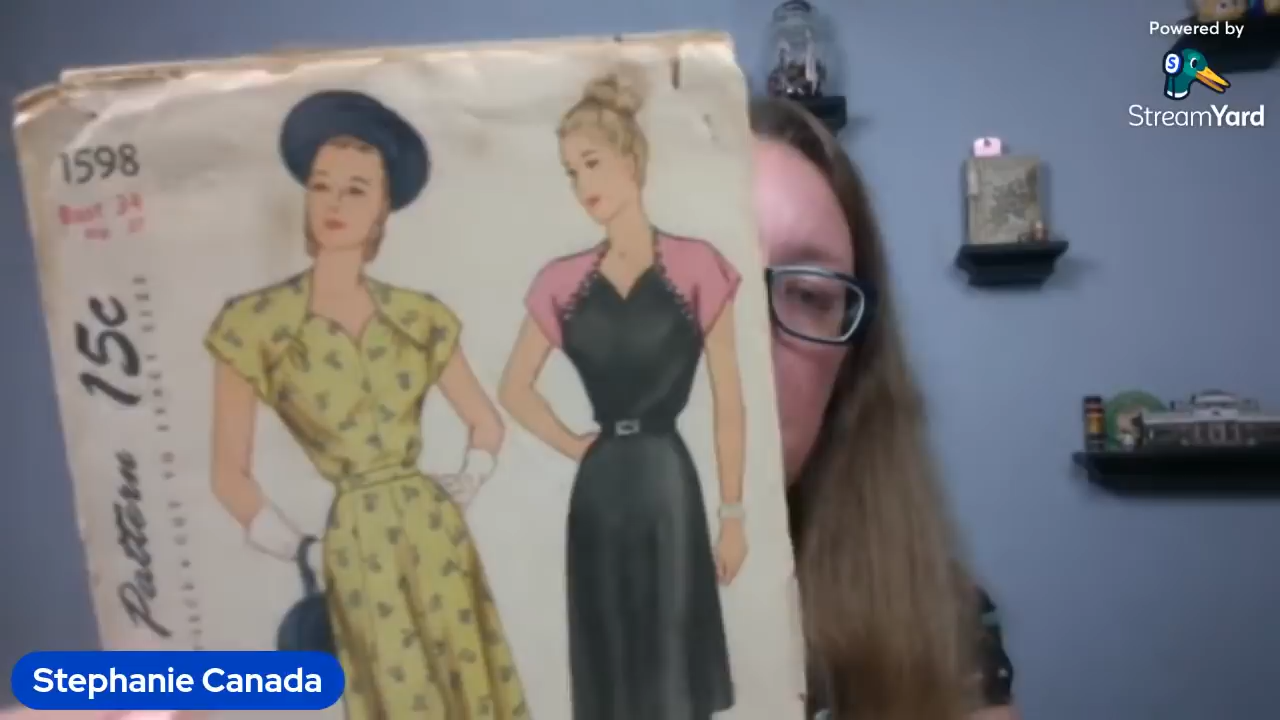 Powered by
StreamYard
1598
Bust 34
15c
Pattern
Stephanie Canada